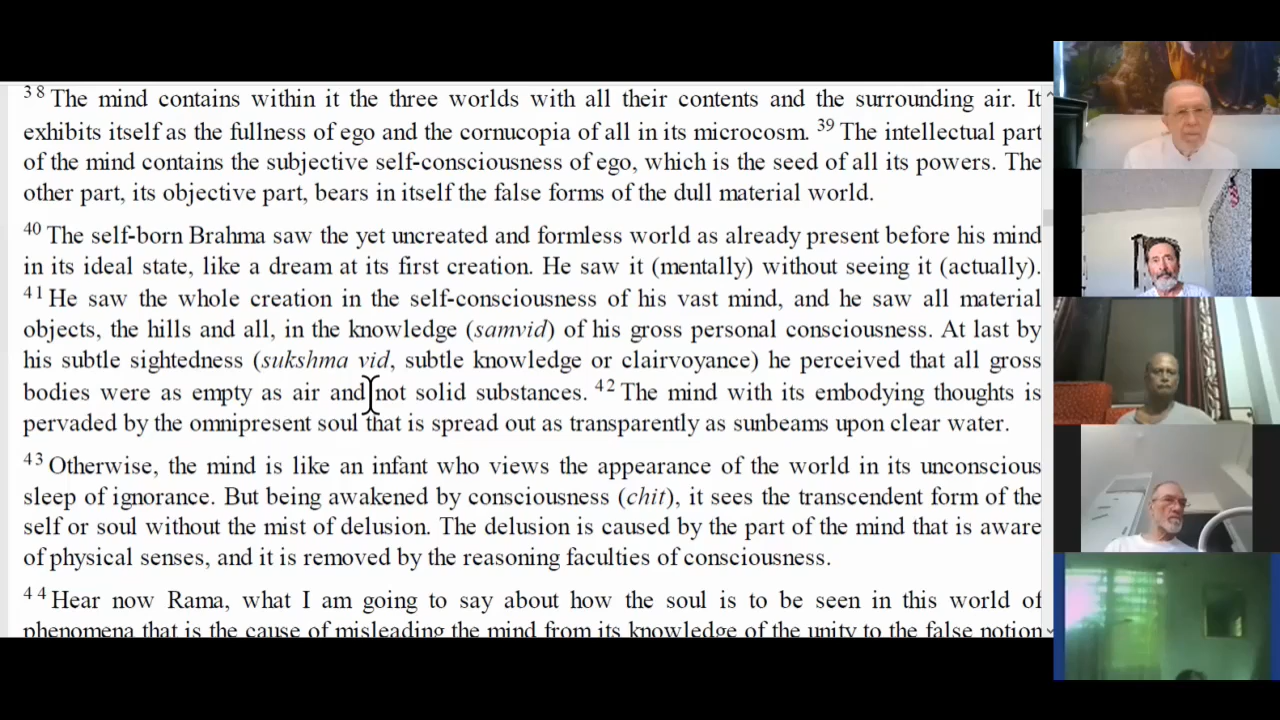 38 The mind contains within it the three worlds with all their contents and the surrounding air. It
exhibits itself as the fullness of ego and the cornucopia of all in its microcosm. 39 The intellectual part
of the mind contains the subjective self-consciousness of ego, which is the seed of all its powers. The
other part, its objective part, bears in itself the false forms of the dull material world.
40 The self-born Brahma saw the yet uncreated and formless world as already present before his mind
in its ideal state, like a dream at its first creation. He saw it (mentally) without seeing it (actually).
41 He saw the whole creation in the self-consciousness of his vast mind, and he saw all material
objects, the hills and all, in the knowledge (samvid) of his gross personal consciousness. At last by
his subtle sightedness (sukshma vid, subtle knowledge or clairvoyance) he perceived that all gross
bodies were as empty as air and not solid substances. 42 The mind with its embodying thoughts is
pervaded by the omnipresent soul that is spread out as transparently as sunbeams upon clear water.
43 Otherwise, the mind is like an infant who views the appearance of the world in its unconscious
sleep of ignorance. But being awakened by consciousness (chit), it sees the transcendent form of the
self or soul without the mist of delusion. The delusion is caused by the part of the mind that is aware
of physical senses, and it is removed by the reasoning faculties of consciousness.
44 Hear now Rama, what I am going to say about how the soul is to be seen in this world of
phenomena that is the cause of misleading the mind from its knowledge of the unity to the false notion